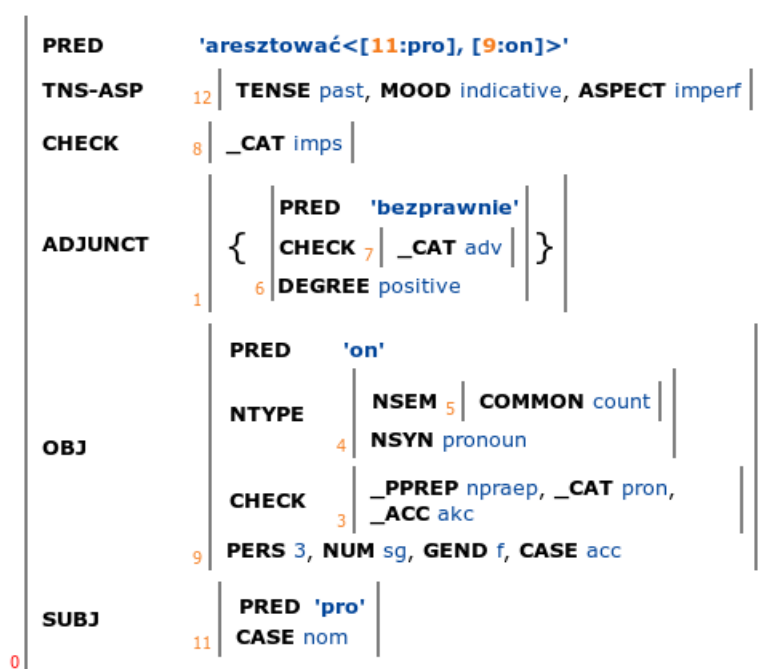 PRED 'aresztować<[11:pro], [9:on]>'
TNS-ASP 12 TENSE past, MOOD indicative, ASPECT imperf
CHECK 8 _CAT imps
PRED 'bezprawnie'
ADJUNCT { CHECK 7 _CAT adv }
1 6 DEGREE positive
PRED 'on'
NSEM 5 COMMON count
NTYPE
4 NSYN pronoun
OBJ
_PPREP npraep, _CAT pron,
CHECK
3 _ACC akc
9 PERS 3, NUM sg, GEND f, CASE acc
PRED 'pro'
SUBJ
11 CASE nom
0